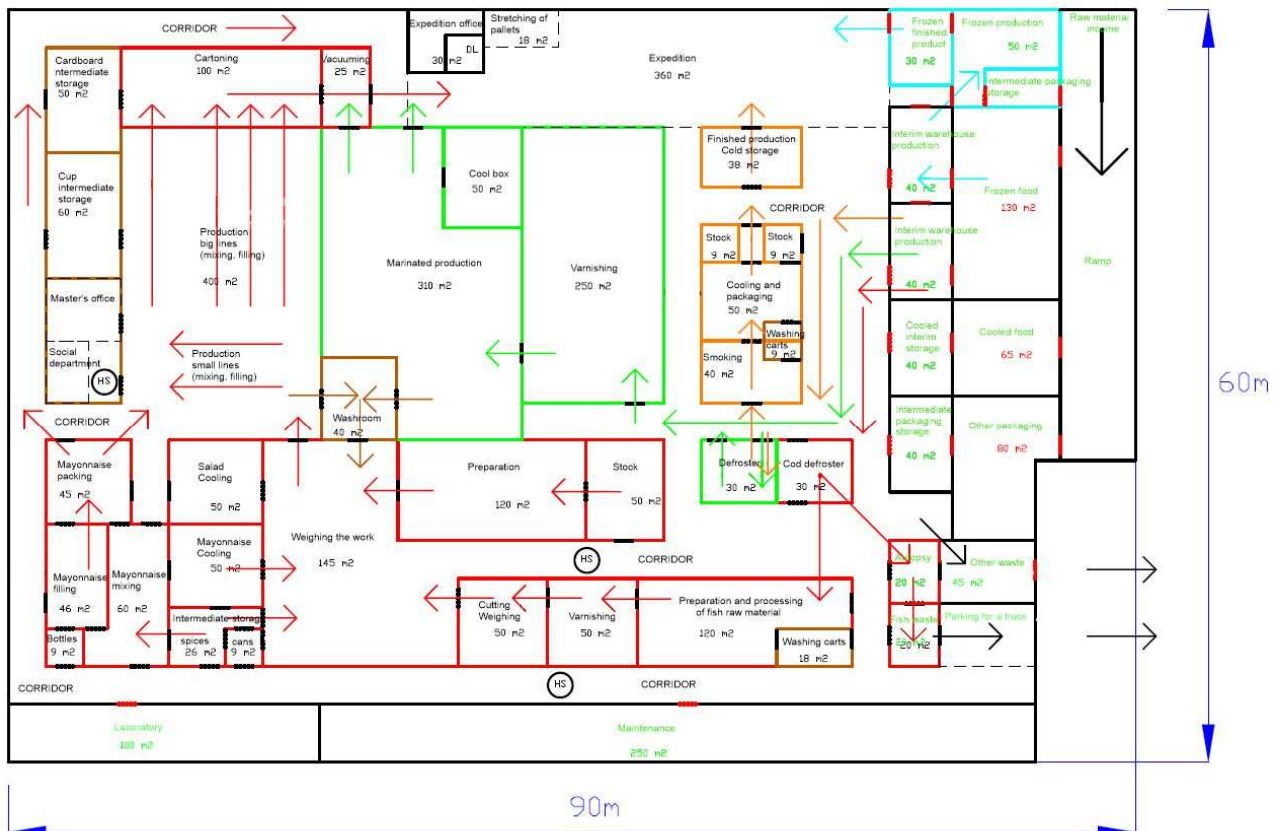 CORRIDOR
Expedition office
30 m2
DL
Stretching of
pallets
18 m2
Expedition
360 m2
Frozen
finished
product
30 m2
Frozen production
50 m2
Raw material
income
Intermediate packaging
storage
Cardboard
ntermediate
storage
50 m2
Cartoning
100 m2
Vacuuming
25 m2
Cup
intermediate
storage
60 m2
Production
big lines
(mixing, filling)
400 m2
Cool box
50 m2
Marinated production
310 m2
Varnishing
250 m2
Finished production
Cold storage
38 m2
CORRIDOR
Interim warehouse
production
40 m2
Frozen food
130 m2
Interim warehouse
production
40 m2
Ramp
Stock
9 m2
Stock
9 m2
Cooling and
packaging
50 m2
Washing
carts
9 m2
Smoking
40 m2
Master's office
Social
department
HS
Production
small lines
(mixing, filling)
Cooled
interim
storage
40 m2
Cooled food
65 m2
60m
CORRIDOR
Washroom
40 m2
Intermediate
packaging
storage
40 m2
Other packaging
80 m2
Mayonnaise
packing
45 m2
Salad
Cooling
50 m2
Preparation
120 m2
Stock
50 m2
Defroster
30 m2
Cod defroster
30 m2
Mayonnaise
filling
46 m2
Mayonnaise
mixing
60 m2
Mayonnaise
Cooling
50 m2
Weighing the work
145 m2
HS
CORRIDOR
20 m2
Other waste
45 m2
Intermediate storag
spices
26 m2
cans
9 m2
Bottles
9 m2
Cutting
Weighing
50 m2
Varnishing
50 m2
Preparation and processing
of fish raw material
120 m2
Washing carts
18 m2
Fish waste
20 m2
Parking for a truck
CORRIDOR
HS
CORRIDOR
Laboratory
100 m2
Maintenance
250 m2
90m